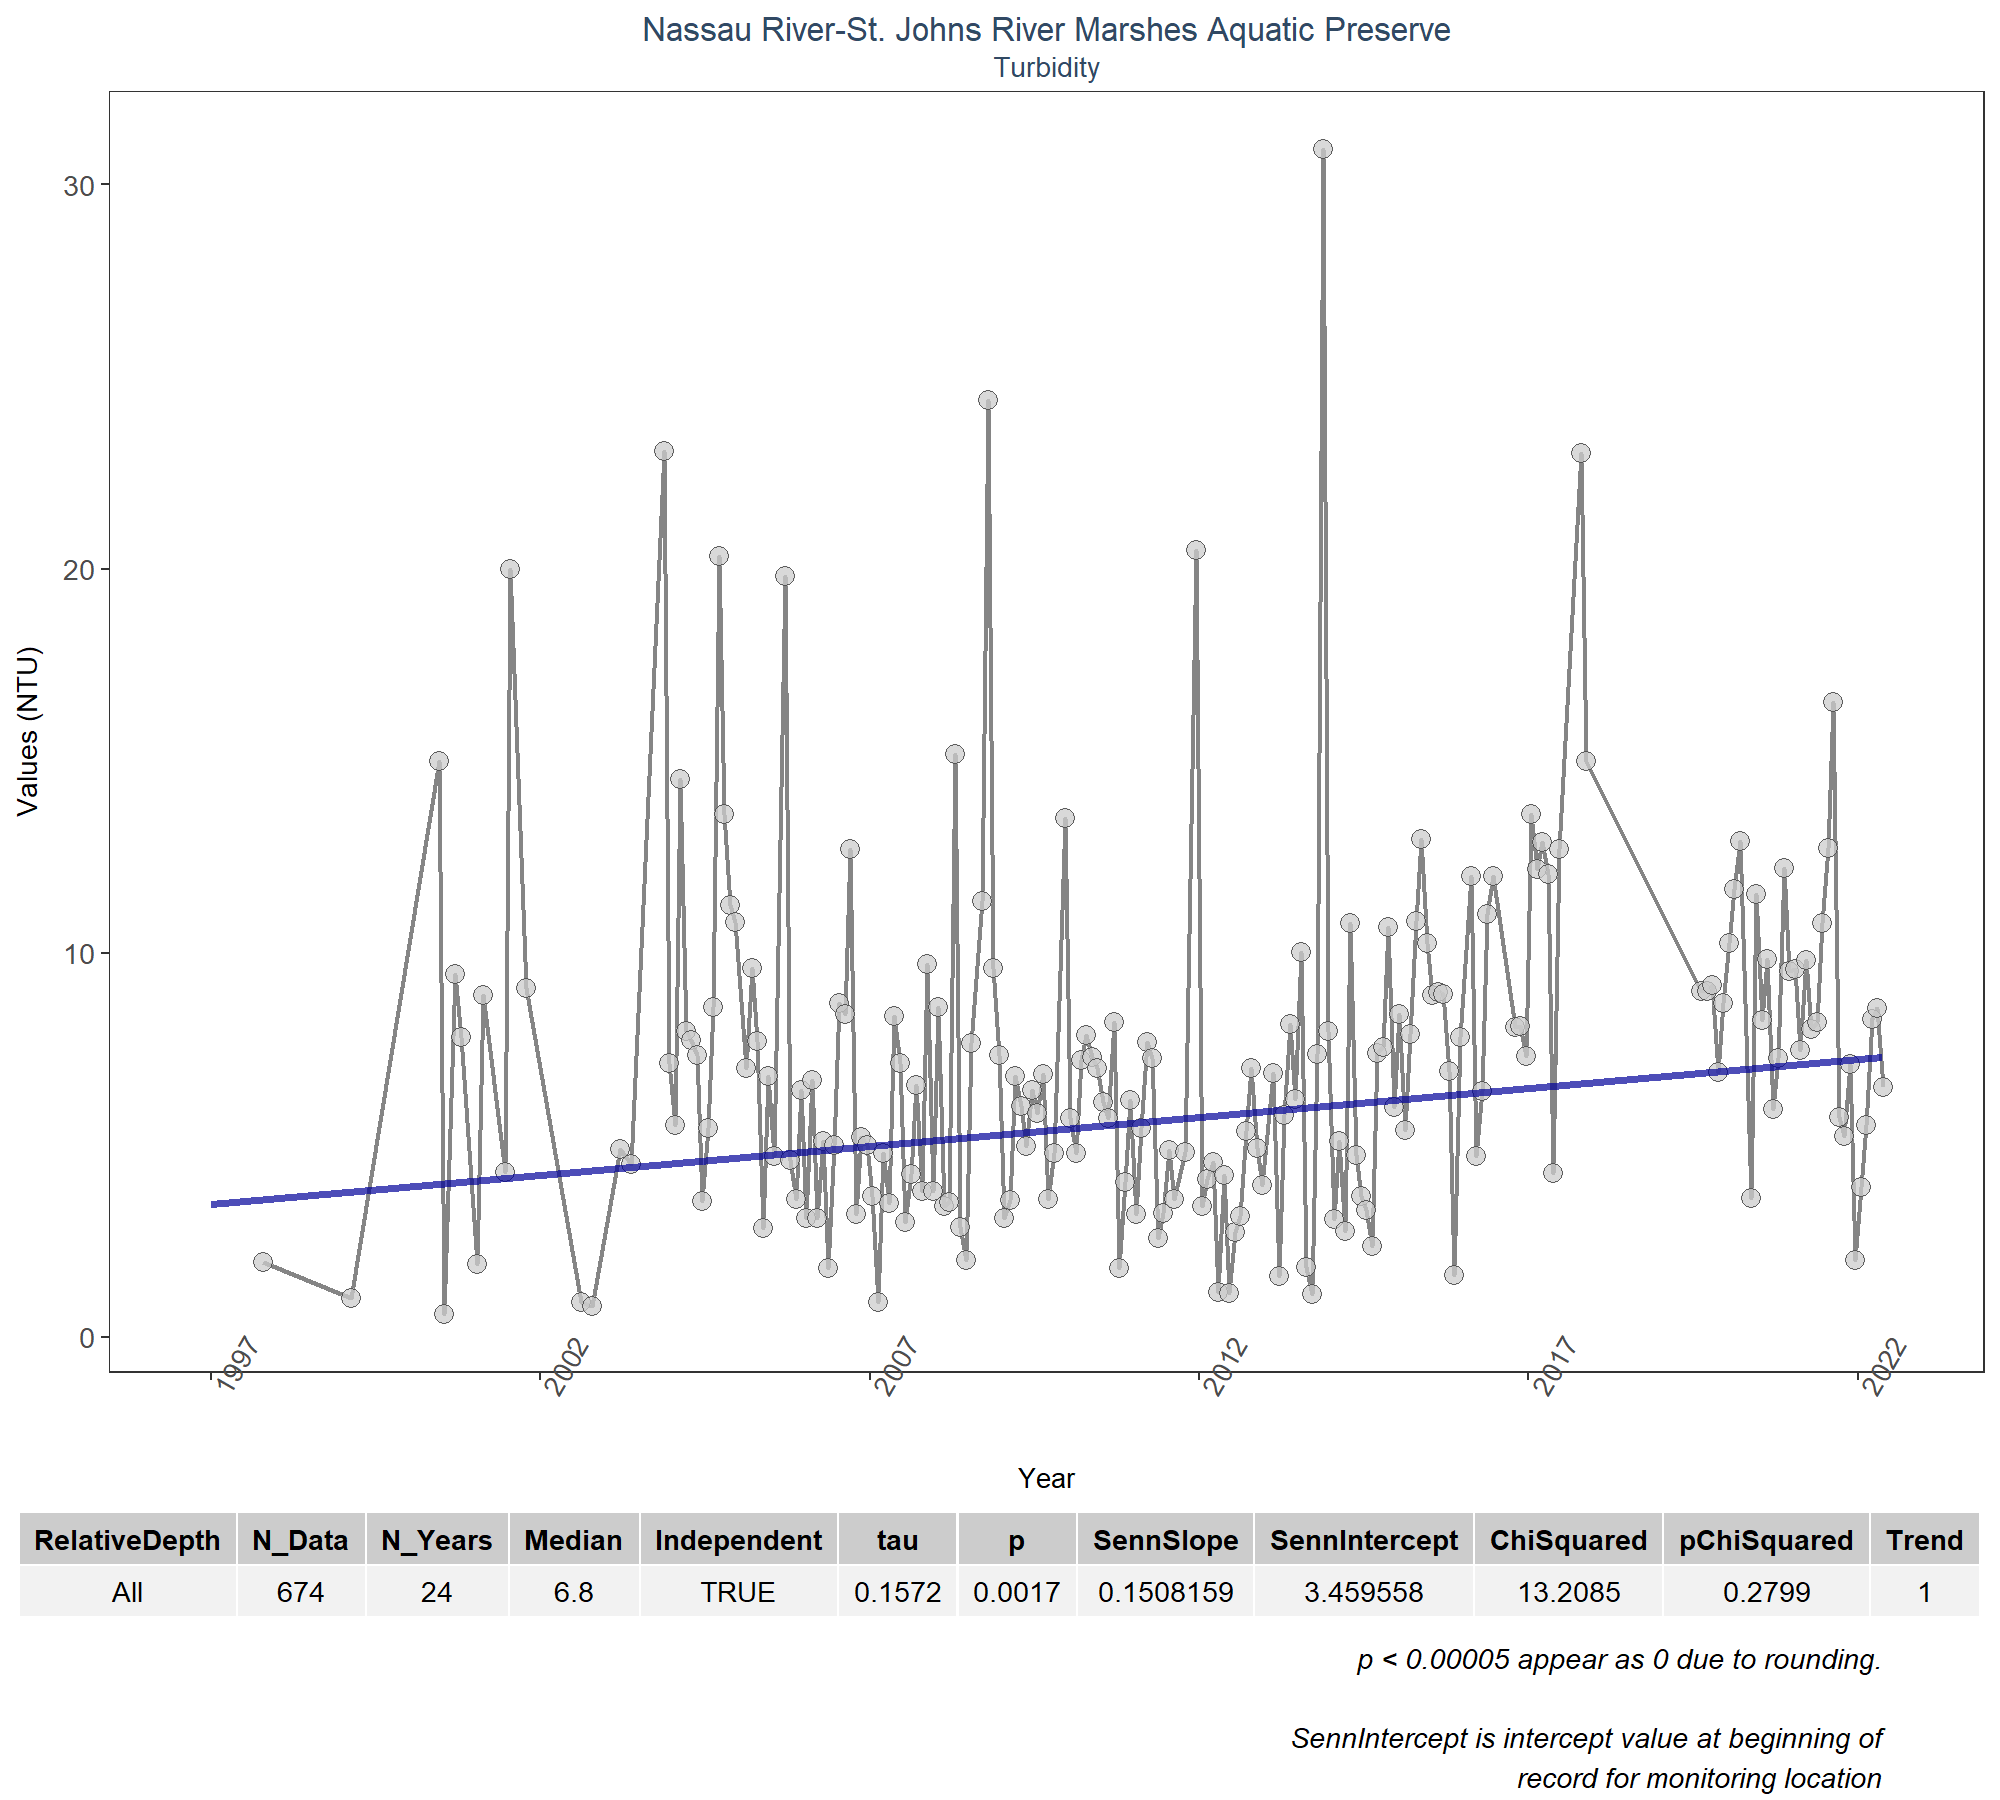 Nassau River-St. Johns River Marshes Aquatic Preserve
Turbidity
Values (NTU)
30
20
10
0
1997
2002
2007
2012
2017
2022
Year
RelativeDepth N_Data N_Years Median Independent tau p SennSlope SennIntercept ChiSquared pChiSquared Trend
All 674 24 6.8 TRUE 0.1572 0.0017 0.1508159 3.459558 13.2085 0.2799 1
p < 0.00005 appear as 0 due to rounding.
SennIntercept is intercept value at beginning of
record for monitoring location